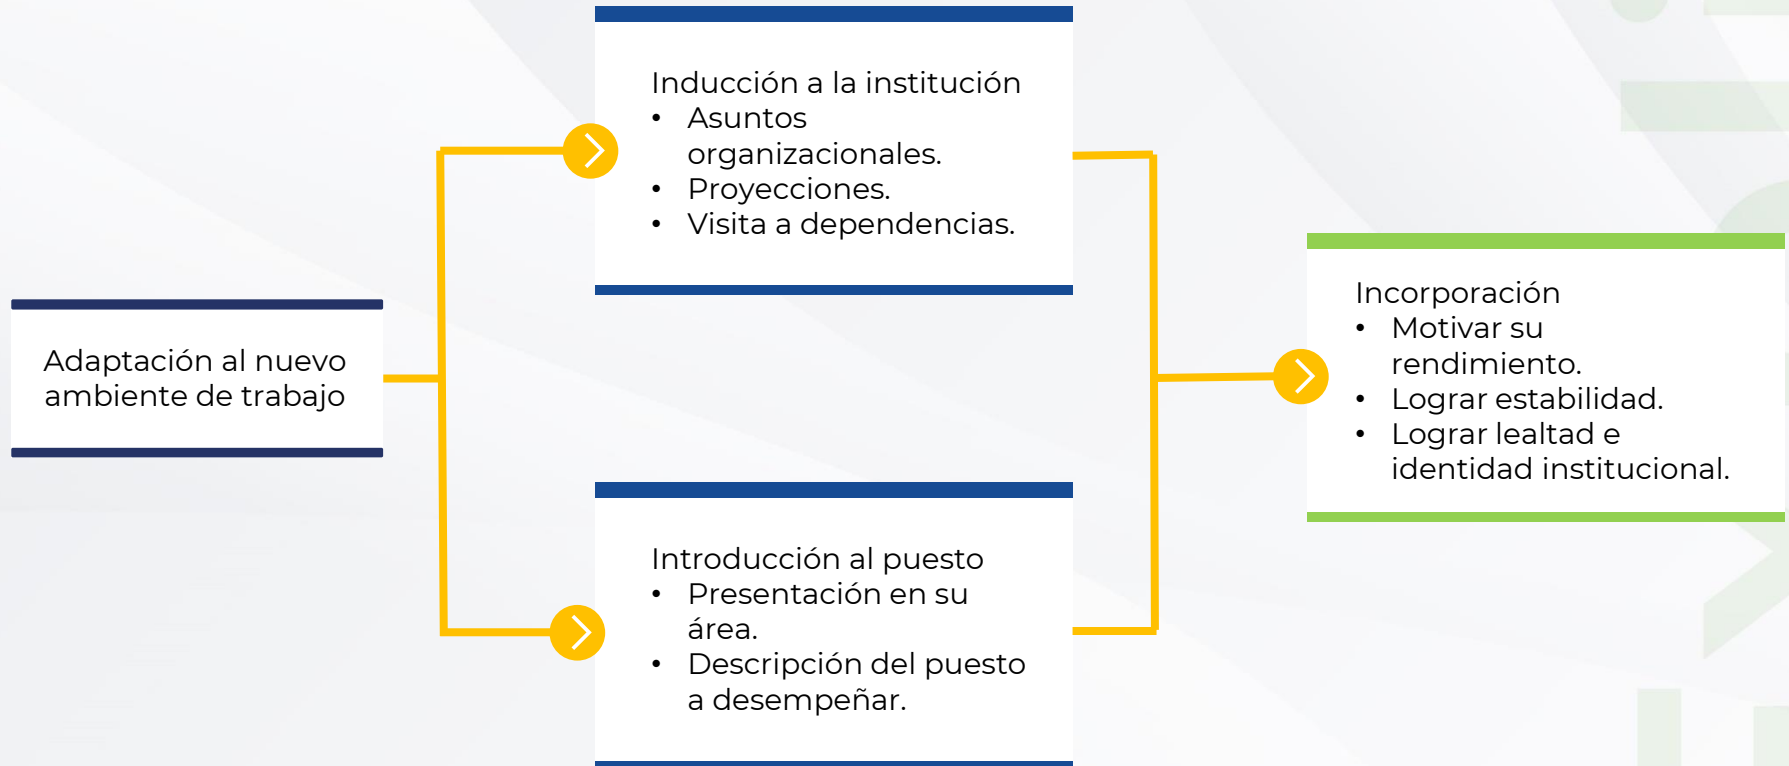 Inducción a la institución
• Asuntos
organizacionales.
• Proyecciones.
• Visita a dependencias.
Adaptación al nuevo
ambiente de trabajo
Incorporación
• Motivar su
rendimiento.
• Lograr estabilidad.
• Lograr lealtad e
identidad institucional.
Introducción al puesto
• Presentación en su
área.
• Descripción del puesto
a desempeñar.